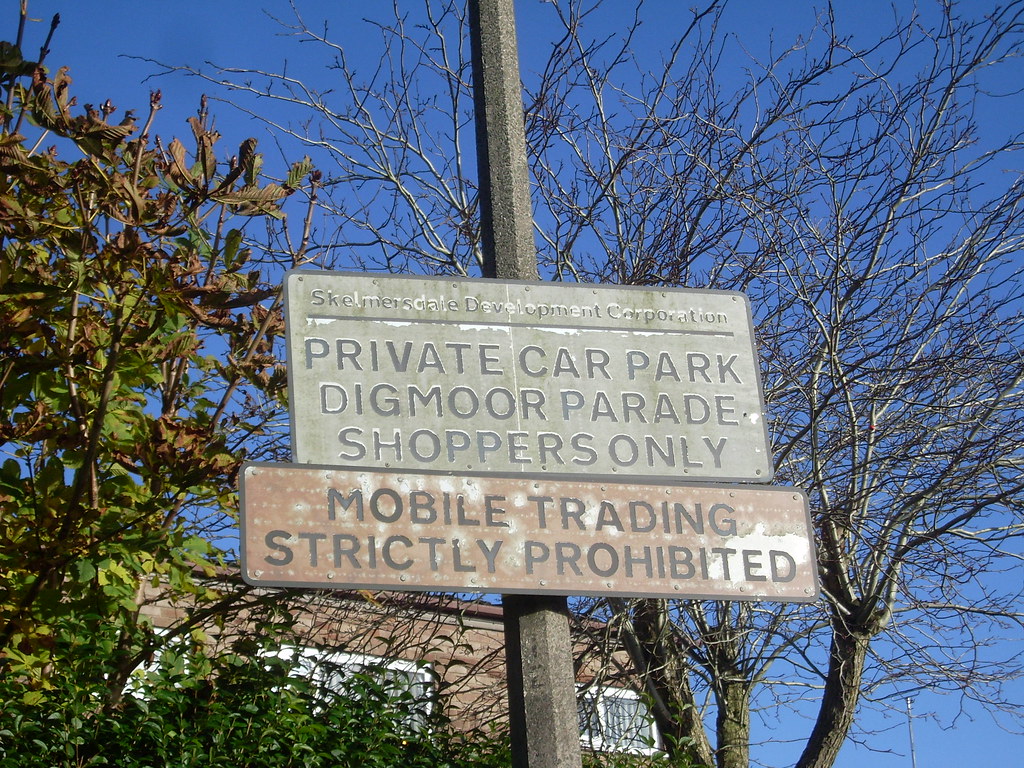 Skelmersdale Development Corporation
PRIVATE CAR PARK
DIGMOOR PARADE
SHOPPERS ONLY
MOBILE TRADING
STRICTLY PROHIBITED